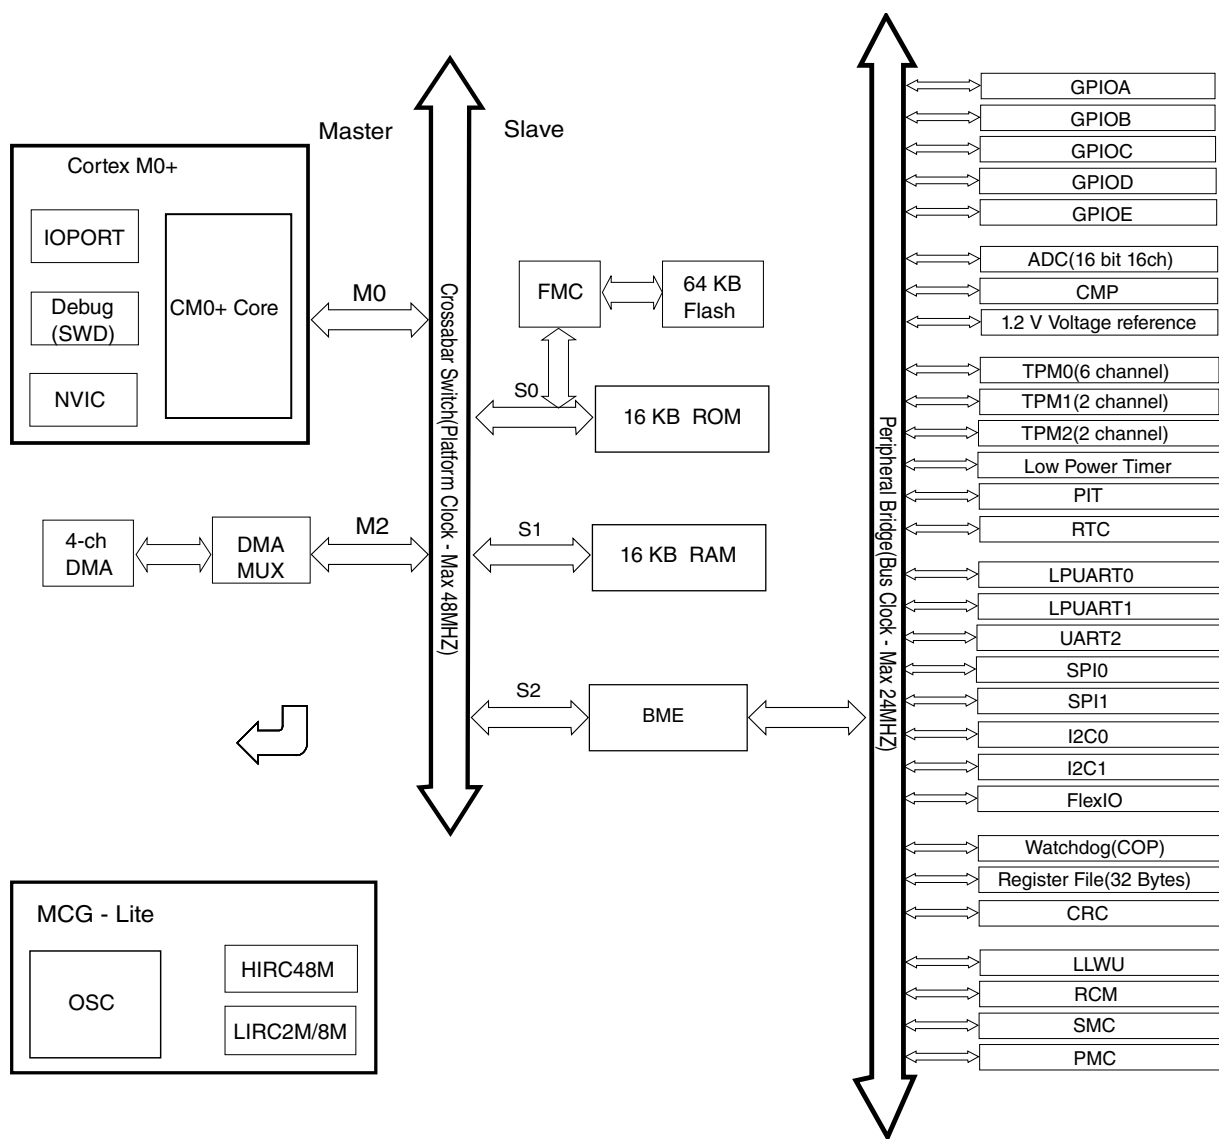 Master
Slave
Cortex M0+
IOPORT
Debug
(SWD)
NVIC
CM0+ Core
M0
4-ch
DMA
DMA
MUX
M2
Crossabar Switch(Platform Clock - Max 48MHZ)
FMC
64 KB
Flash
S0
16 KB ROM
S1
16 KB RAM
S2
BME
Peripheral Bridge(Bus Clock - Max 24MHZ)
GPIOA
GPIOB
GPIOC
GPIOD
GPIOE
ADC(16 bit 16ch)
CMP
1.2 V Voltage reference
TPM0(6 channel)
TPM1(2 channel)
TPM2(2 channel)
Low Power Timer
PIT
RTC
LPUART0
LPUART1
UART2
SPI0
SPI1
I2C0
I2C1
FlexIO
Watchdog(COP)
Register File(32 Bytes)
CRC
LLWU
RCM
SMC
PMC
MCG - Lite
OSC
HIRC48M
LIRC2M/8M